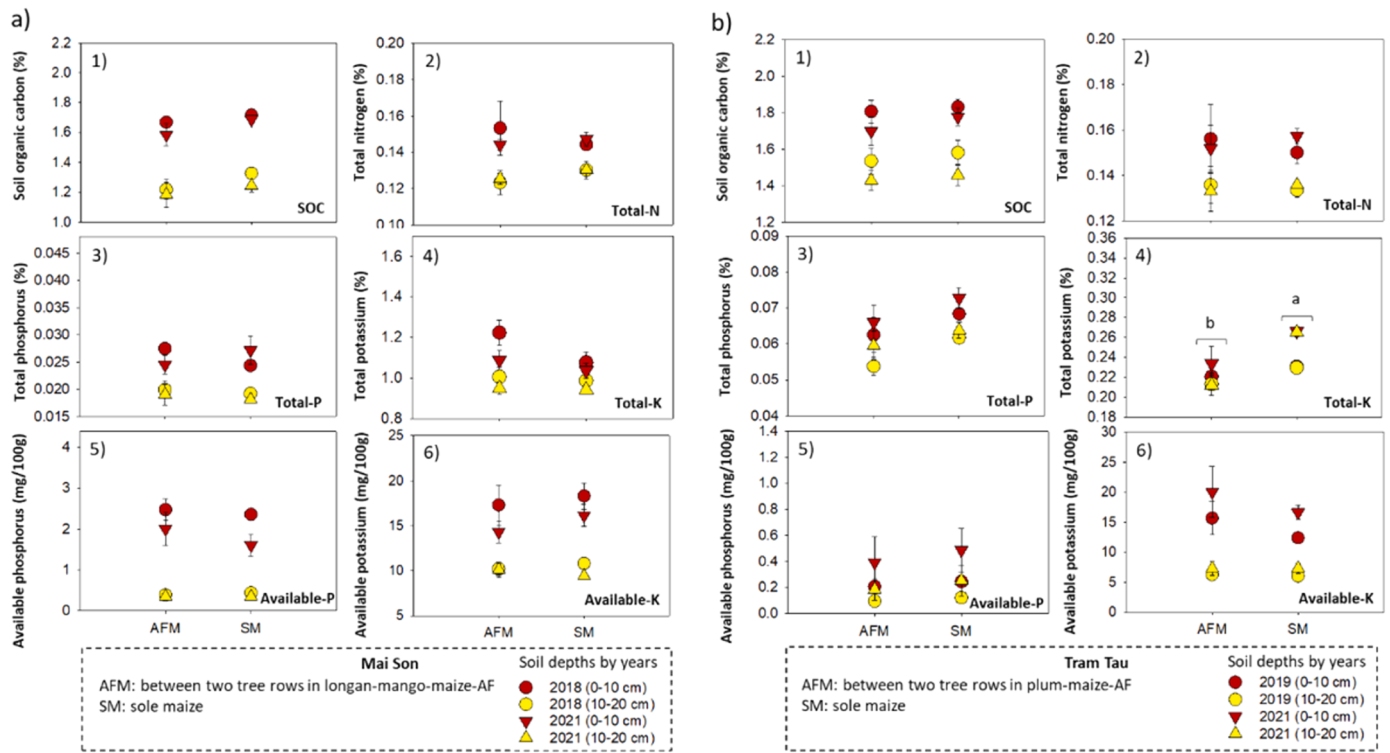 a)
Soil organic carbon (%)
2.2
2.0
1.8
1.6
1.4
1.2
1.0
1)
SOC
Total nitrogen (%)
0.20
0.18
0.16
0.14
0.12
0.10
2)
Total-N
Total phosphorus (%)
0.045
0.040
0.035
0.030
0.025
0.020
0.015
3)
Total-P
Total potassium (%)
1.6
1.4
1.2
1.0
0.8
4)
Total-K
Available phosphorus (mg/100g)
4
3
2
1
0
5)
Available-P
AFM SM
Available potassium (mg/100g)
25
20
15
10
5
6)
Available-K
AFM SM
Mai Son
AFM: between two tree rows in longan-mango-maize-AF
SM: sole maize
Soil depths by years
2018 (0-10 cm)
2018 (10-20 cm)
2021 (0-10 cm)
2021 (10-20 cm)
b)
Soil organic carbon (%)
2.2
2.0
1.8
1.6
1.4
1.2
1)
SOC
Total nitrogen (%)
0.20
0.18
0.16
0.14
0.12
2)
Total-N
Total phosphorus (%)
0.09
0.08
0.07
0.06
0.05
0.04
3)
Total-P
Total potassium (%)
0.36
0.34
0.32
0.30
0.28
0.26
0.24
0.22
0.20
0.18
4)
b
a
Total-K
Available phosphorus (mg/100g)
1.4
1.2
1.0
0.8
0.6
0.4
0.2
0.0
5)
Available-P
AFM SM
Available potassium (mg/100g)
30
25
20
15
10
5
0
6)
Available-K
AFM SM
Tram Tau
AFM: between two tree rows in plum-maize-AF
SM: sole maize
Soil depths by years
2019 (0-10 cm)
2019 (10-20 cm)
2021 (0-10 cm)
2021 (10-20 cm)